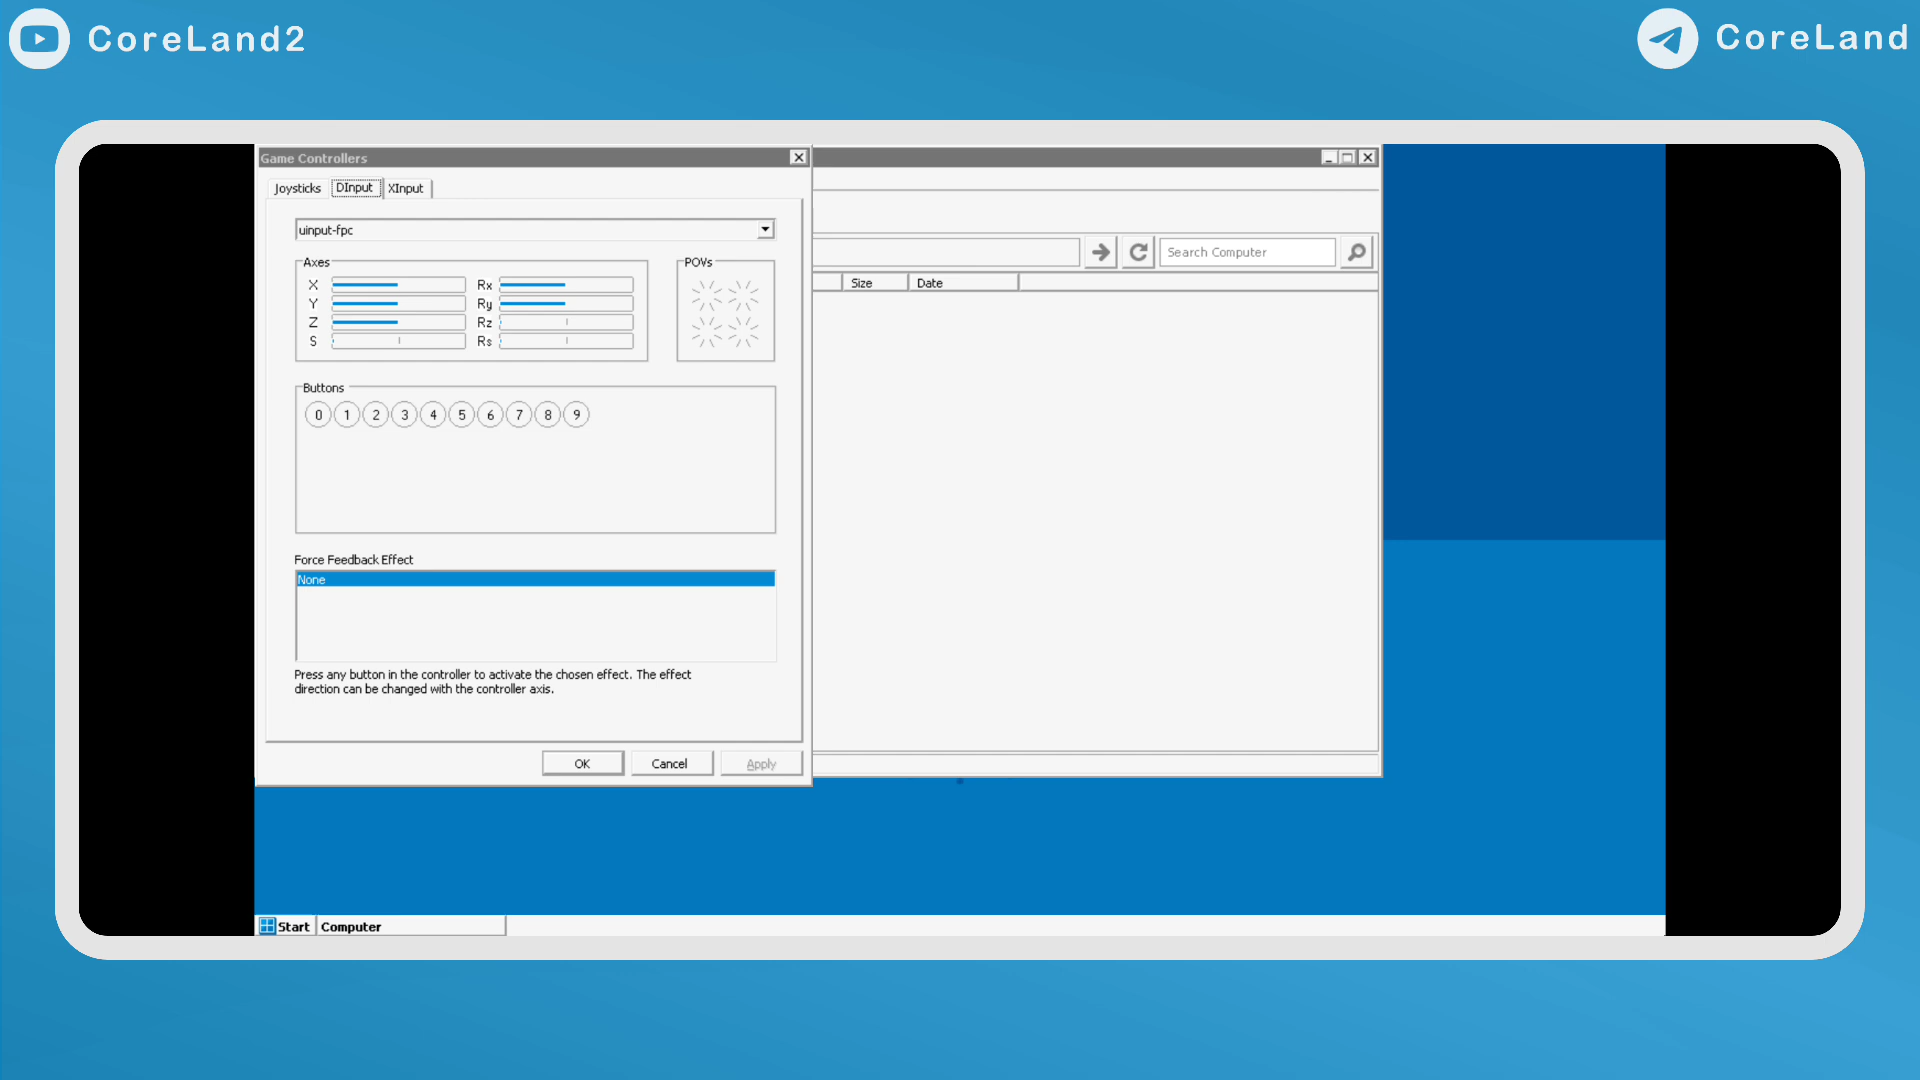 CoreLand2
CoreLand
Game Controllers
Joysticks DInput XInput
uinput-fpc
Axes
X Rx
Y Ry
Z Rz
S Rs
POVs
Buttons
0 1 2 3 4 5 6 7 8 9
Force Feedback Effect
None
Press any button in the controller to activate the chosen effect. The effect
direction can be changed with the controller axis.
OK Cancel Apply
Search Computer
Size Date
Start Computer